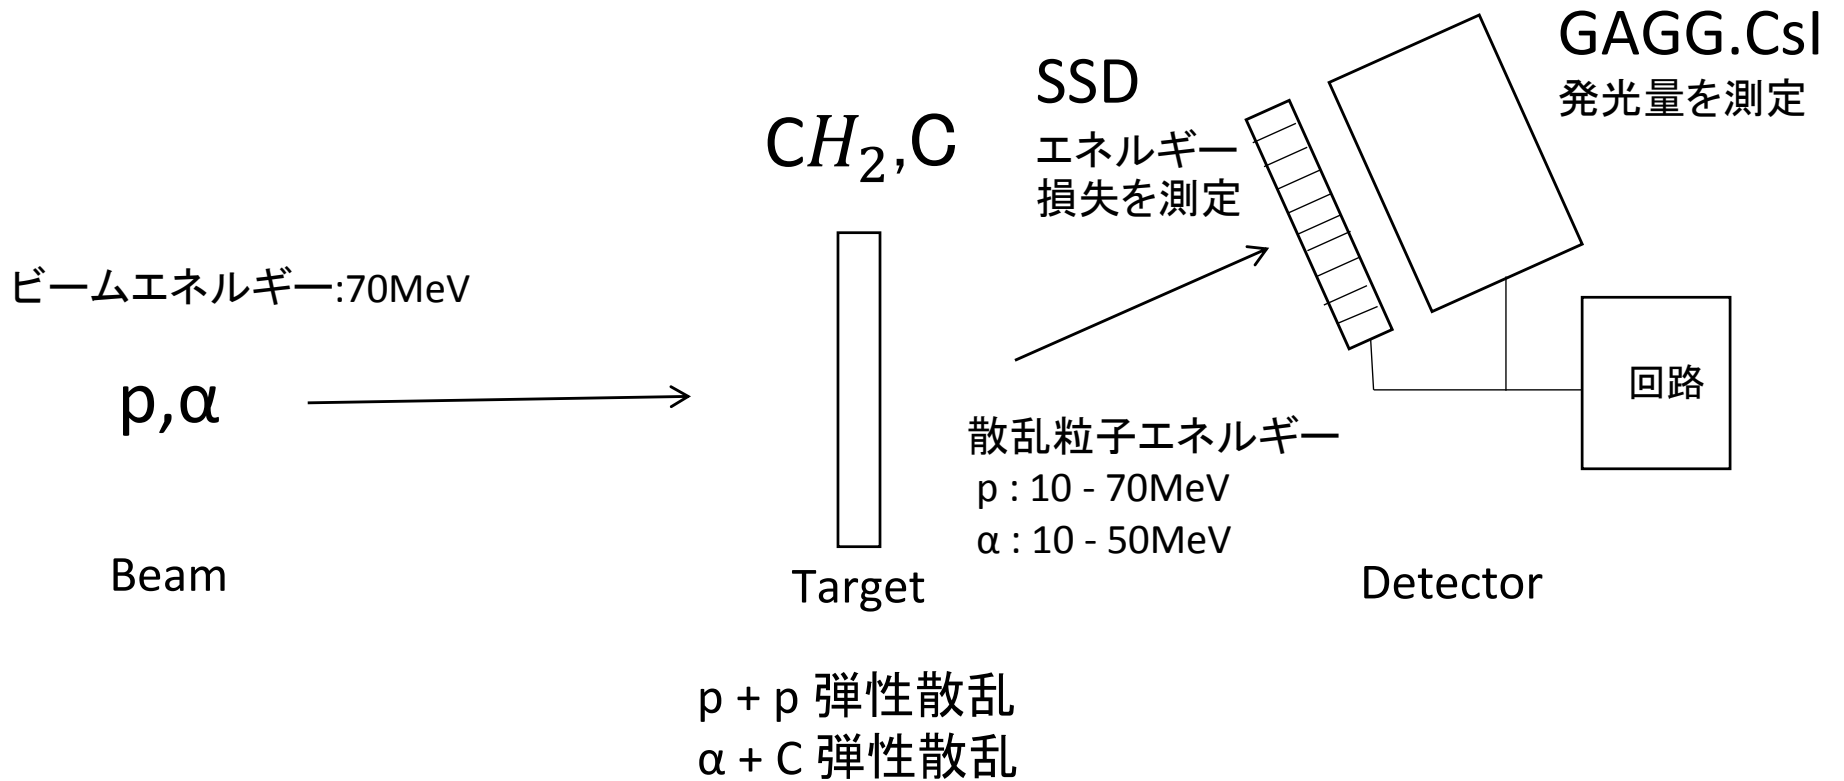 GAGG.CsI
発光量を測定
SSD
エネルギー
損失を測定
CH₂,C
ビームエネルギー:70MeV
p,α
回路
散乱粒子エネルギー
p : 10 - 70MeV
α : 10 - 50MeV
Beam
Target
Detector
p + p 弾性散乱
α + C 弾性散乱